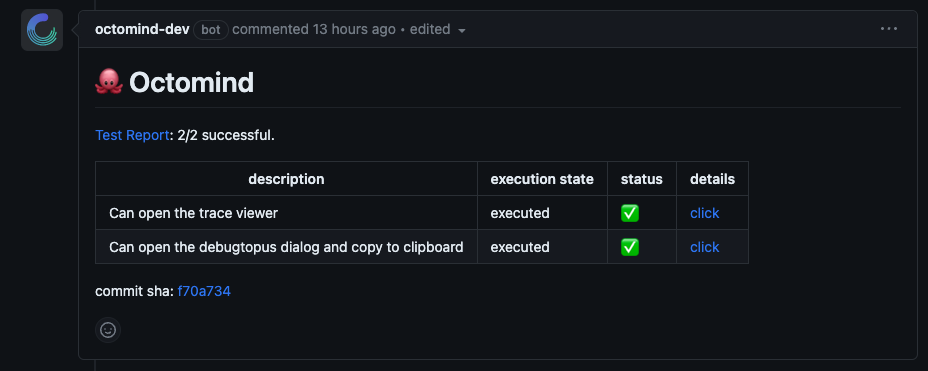 octomind-dev bot commented 13 hours ago • edited
Octomind
Test Report: 2/2 successful.
description execution state status details
Can open the trace viewer executed click
Can open the debugtopus dialog and copy to clipboard executed click
commit sha: f70a734